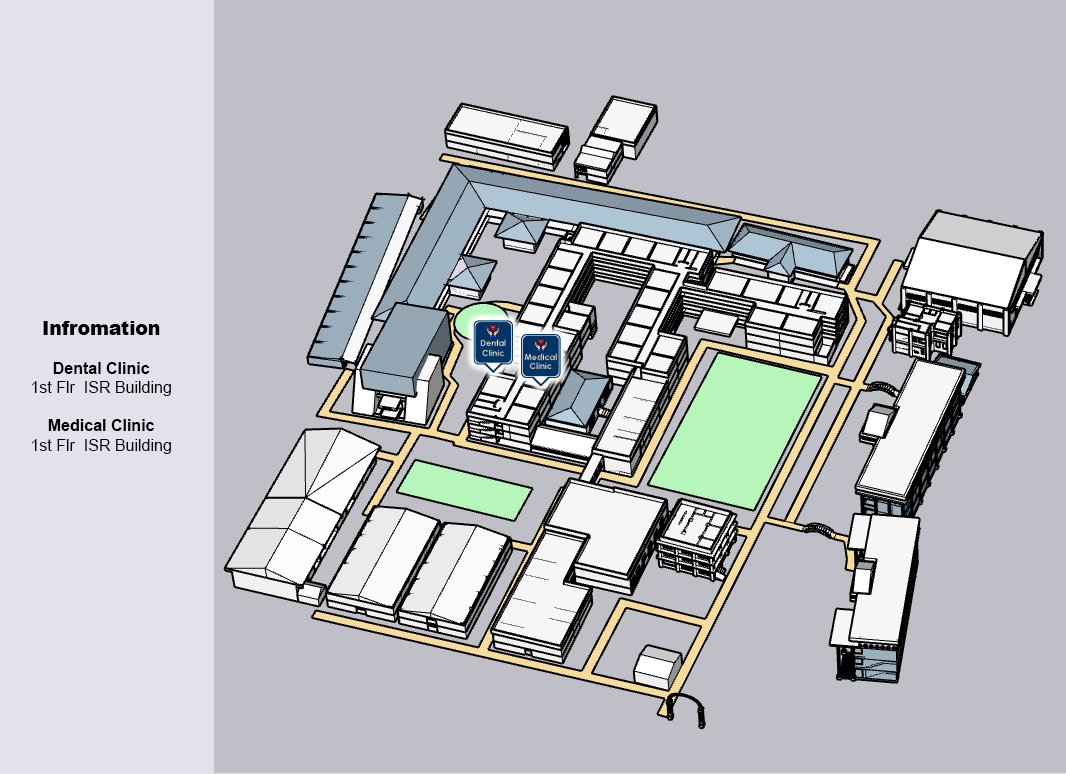 Infromation
Dental Clinic
1st Flr  ISR Building
Medical Clinic
1st Flr  ISR Building
Dental
Clinic
Medical
Clinic